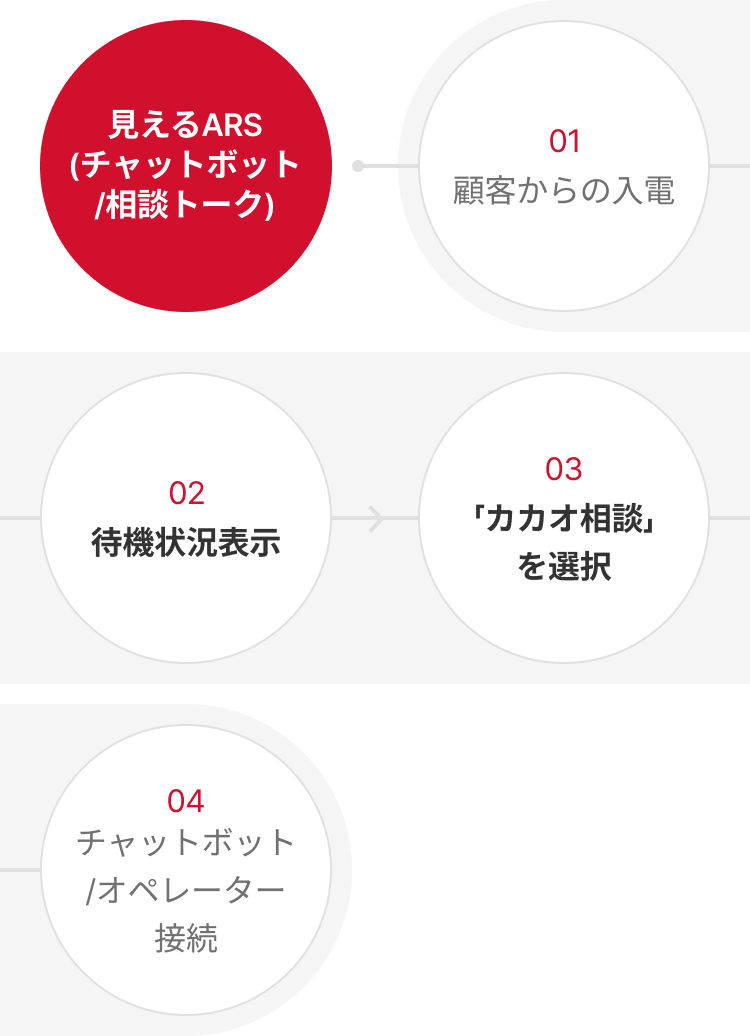 見えるARS
(チャットボット
/相談トーク)
01
顧客からの入電
02
待機状況表示
03
「カカオ相談」
を選択
04
チャットボット
/オペレーター
接続